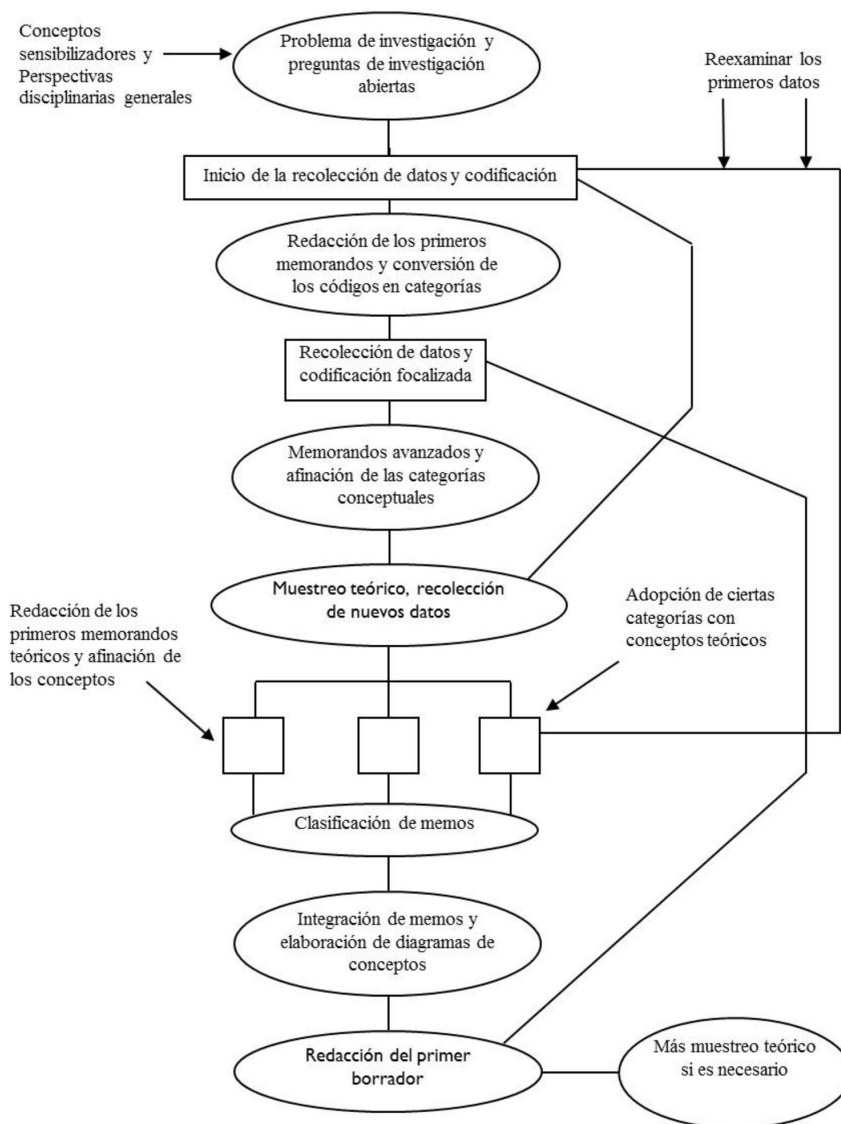 Conceptos
sensibilizadores y
Perspectivas
disciplinarias generales
Problema de investigación y
preguntas de investigación
abiertas
Reexaminar los
primeros datos
Inicio de la recolección de datos y codificación
Redacción de los primeros
memorandos y conversión de
los códigos en categorías
Recolección de datos y
codificación focalizada
Memorandos avanzados y
afinación de las categorías
conceptuales
Muestreo teórico, recolección
de nuevos datos
Redacción de los
primeros memorandos
teóricos y afinación de
los conceptos
Adopción de ciertas
categorías con
conceptos teóricos
Clasificación de memos
Integración de memos y
elaboración de diagramas de
conceptos
Redacción del primer
borrador
Más muestreo teórico
si es necesario